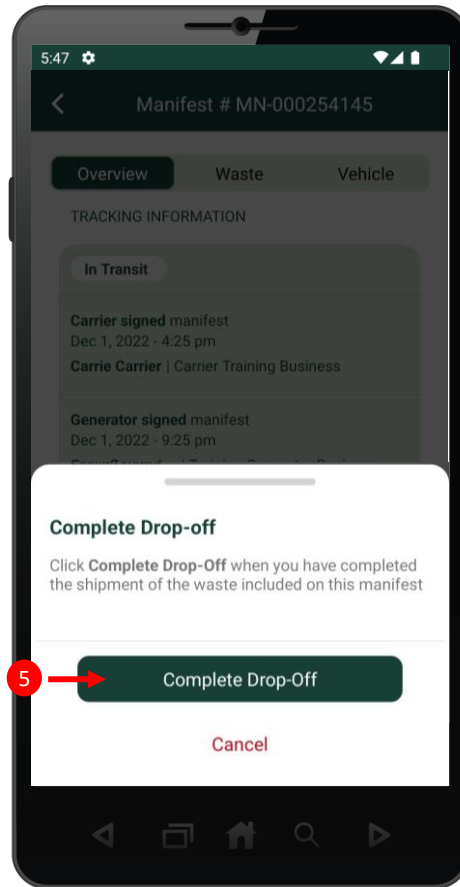 5:47
Manifest # MN-000254145
Overview Waste Vehicle
TRACKING INFORMATION
In Transit
Carrier signed manifest
Dec 1, 2022 - 4:25 pm
Carrie Carrier | Carrier Training Business
Generator signed manifest
Dec 1, 2022 - 9:25 pm
Complete Drop-off
Click Complete Drop-Off when you have completed
the shipment of the waste included on this manifest
5
Complete Drop-Off
Cancel